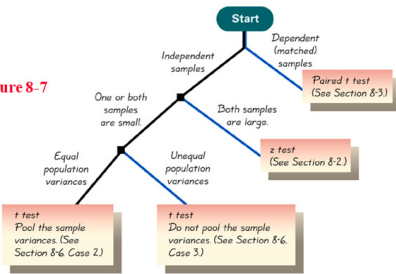 Start
Dependent
(matched)
samples
Independent
samples
ure 8-7
Paired t test
(See Section 8-3.)
One or both
samples
are small.
Both samples
are large.
z test
(See Section 8-2.)
Equal
population
variances
Unequal
population
variances
t test
Pool the sample
variances. (See
Section 8-6, Case 2.)
t test
Do not pool the sample
variances. (See Section 8-6,
Case 3.)